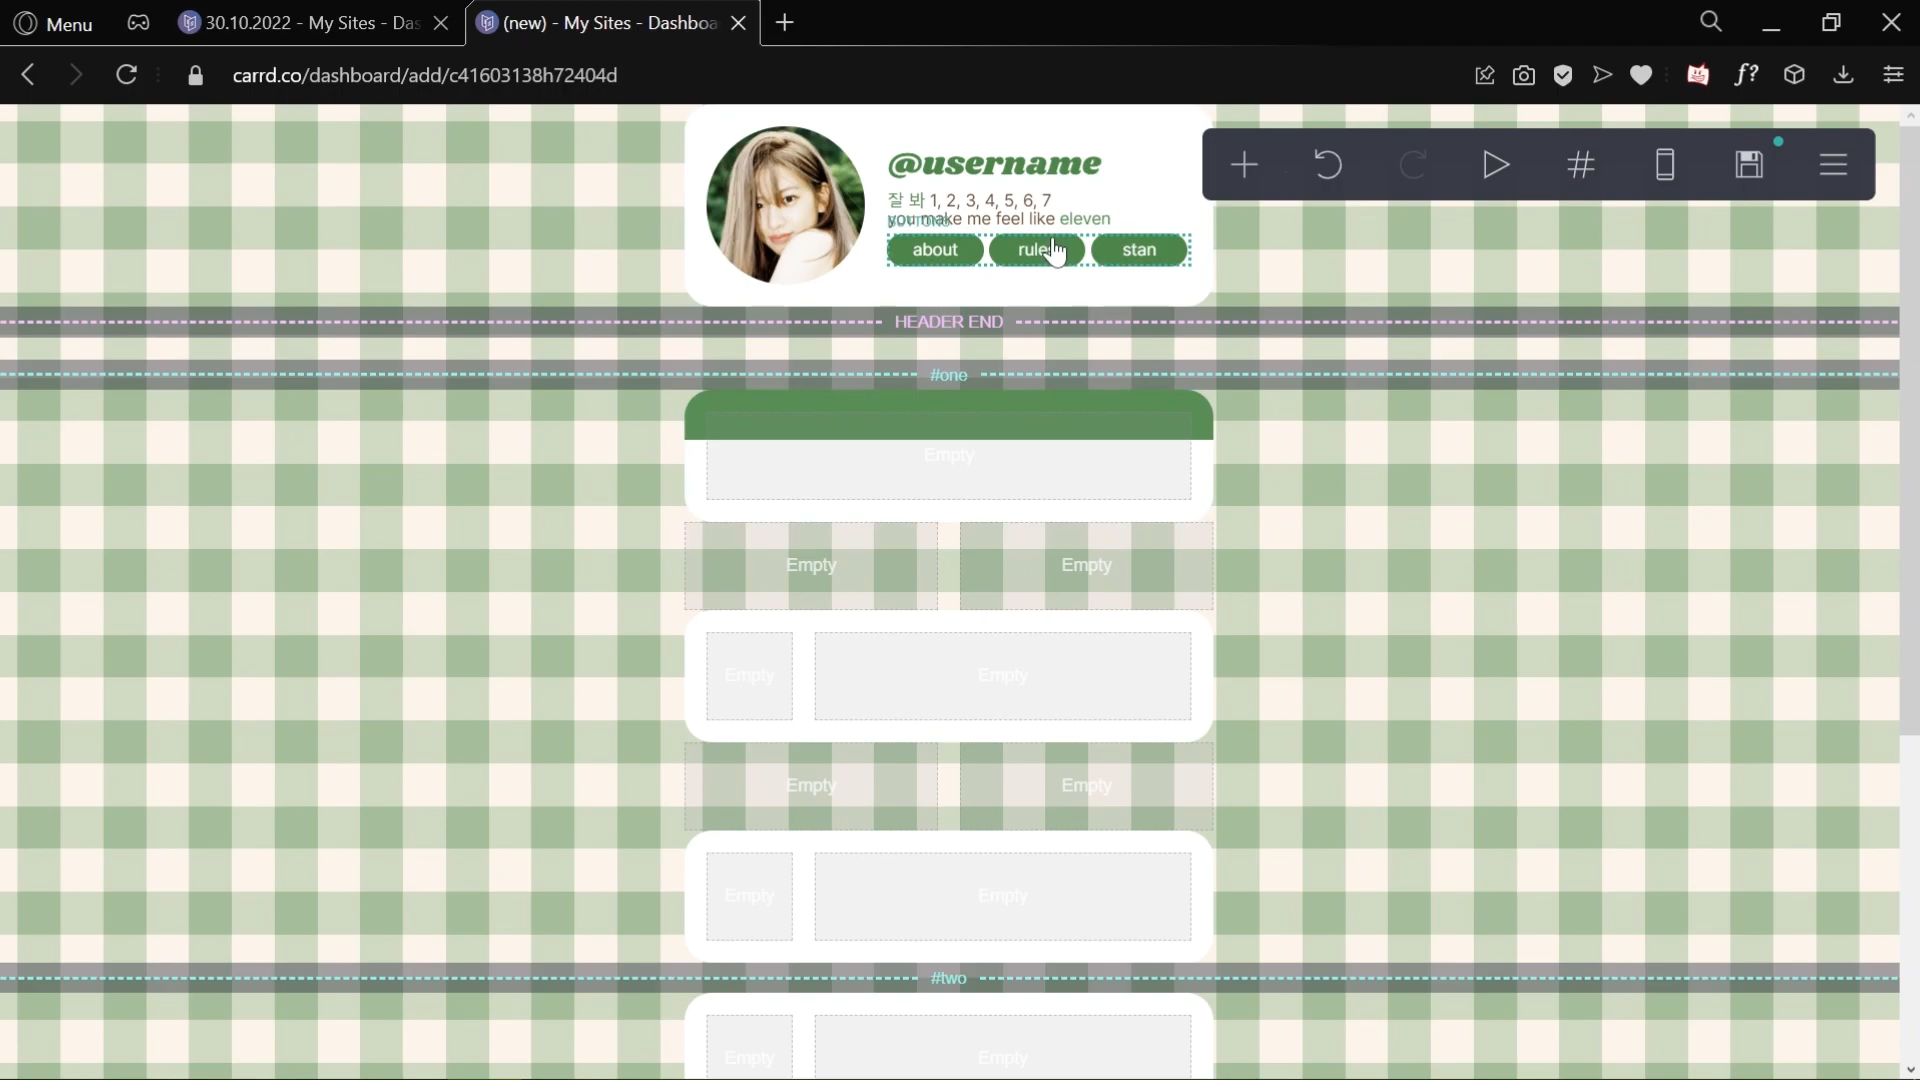 Menu
30.10.2022 - My Sites - Das
(new) - My Sites - Dashboa
carrd.co/dashboard/add/c41603138h72404d
@username
잘 봐 1, 2, 3, 4, 5, 6, 7
you make me feel like eleven
BUTTONS
about
rules
stan
HEADER END
#one
Empty
Empty Empty
Empty Empty
Empty Empty
Empty Empty
#two
Empty Empty